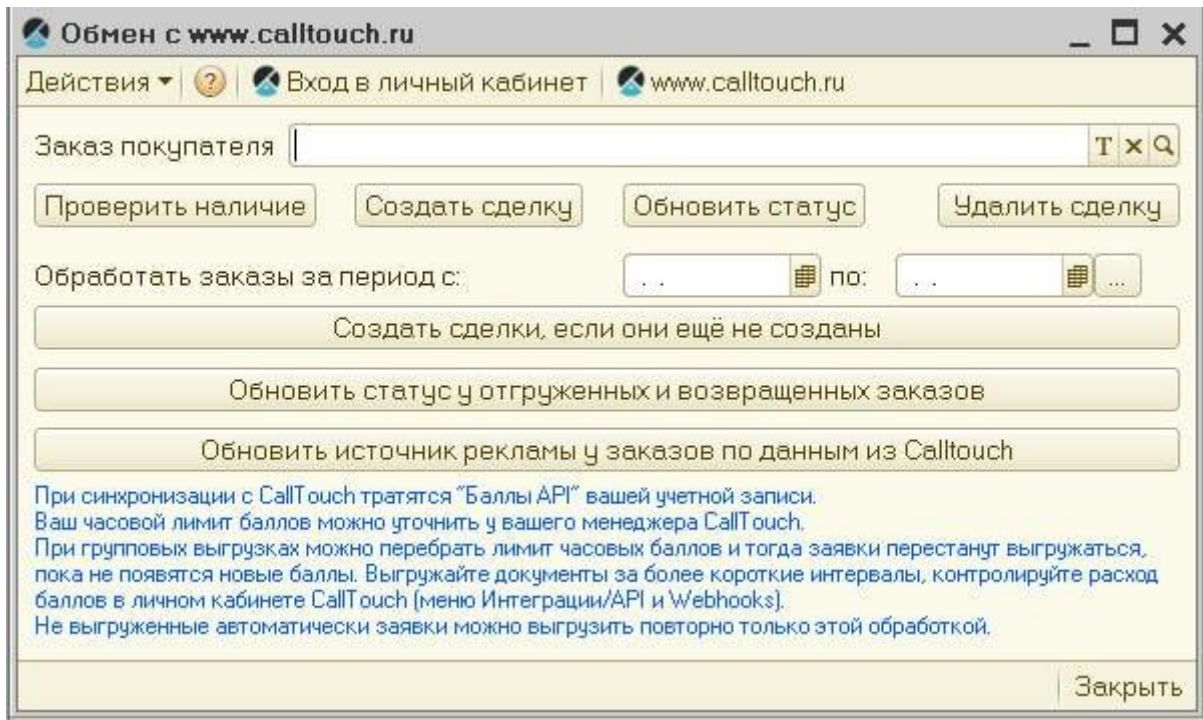 Обмен с www.calltouch.ru
Действия Вход в личный кабинет www.calltouch.ru
Заказ покупателя T
Проверить наличие Создать сделку Обновить статус Удалить сделку
Обработать заказы за период с: . . по: . . ...
Создать сделки, если они ещё не созданы
Обновить статус у отгруженных и возвращенных заказов
Обновить источник рекламы у заказов по данным из Calltouch
При синхронизации с CallTouch тратятся "Баллы API" вашей учетной записи.
Ваш часовой лимит баллов можно уточнить у вашего менеджера CallTouch.
При групповых выгрузках можно перебрать лимит часовых баллов и тогда заявки перестанут выгружаться,
пока не появятся новые баллы. Выгружайте документы за более короткие интервалы, контролируйте расход
баллов в личном кабинете CallTouch (меню Интеграции/API и Webhooks).
Не выгруженные автоматически заявки можно выгрузить повторно только этой обработкой.
Закрыть